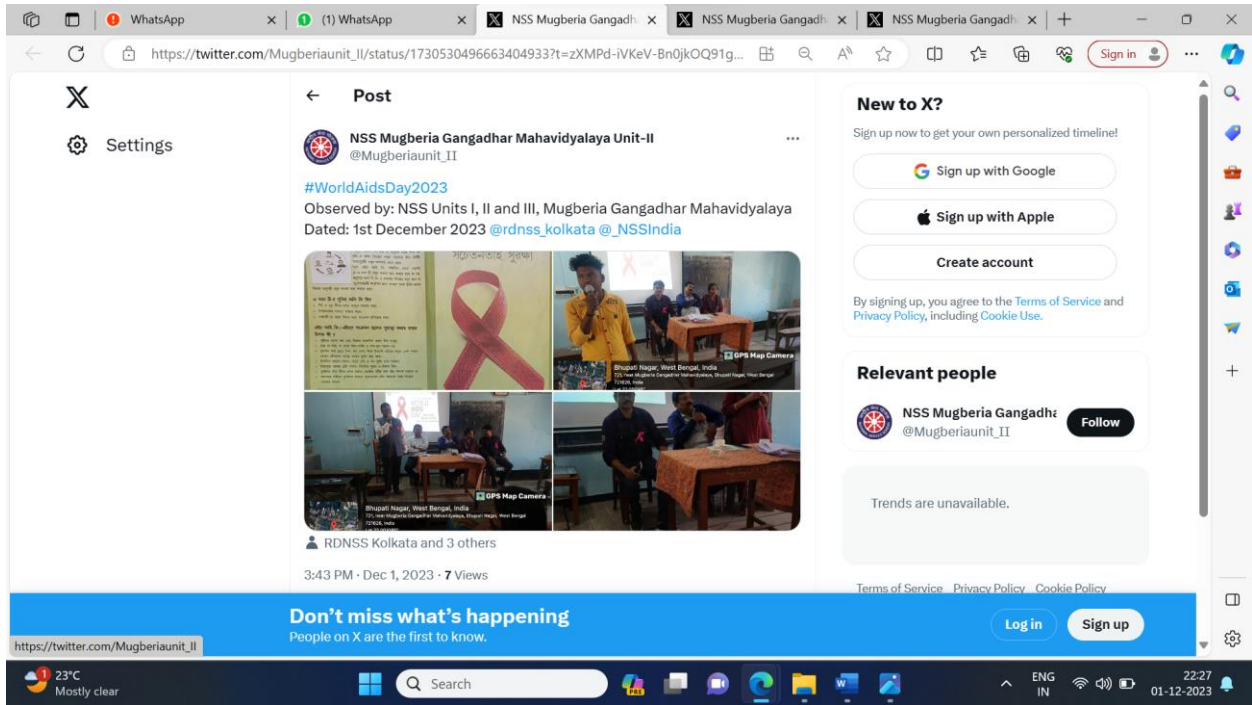 WhatsApp
(1) WhatsApp
NSS Mugberia Gangadh
NSS Mugberia Gangadh
NSS Mugberia Gangadh
https://twitter.com/Mugberiaunit_II/status/1730530496663404933?t=zXMPd-iVKeV-Bn0jkOQ91g...
Sign in
Settings
Post
NSS Mugberia Gangadhar Mahavidyalaya Unit-II
@Mugberiaunit_II
#WorldAidsDay2023
Observed by: NSS Units I, II and III, Mugberia Gangadhar Mahavidyalaya
Dated: 1st December 2023 @rdnss_kolkata @_NSSIndia
সচেতনতাই সুরক্ষা
GPS Map Camera
Bhupati Nagar, West Bengal, India
GPS Map Camera
Bhupati Nagar, West Bengal, India
RDNSS Kolkata and 3 others
3:43 PM · Dec 1, 2023 · 7 Views
New to X?
Sign up now to get your own personalized timeline!
Sign up with Google
Sign up with Apple
Create account
By signing up, you agree to the Terms of Service and
Privacy Policy, including Cookie Use.
Relevant people
NSS Mugberia Gangadha
@Mugberiaunit_II
Follow
Trends are unavailable.
Terms of Service Privacy Policy Cookie Policy
Don’t miss what’s happening
People on X are the first to know.
Log in
Sign up
https://twitter.com/Mugberiaunit_II
23°C
Mostly clear
Search
ENG
IN
22:27
01-12-2023